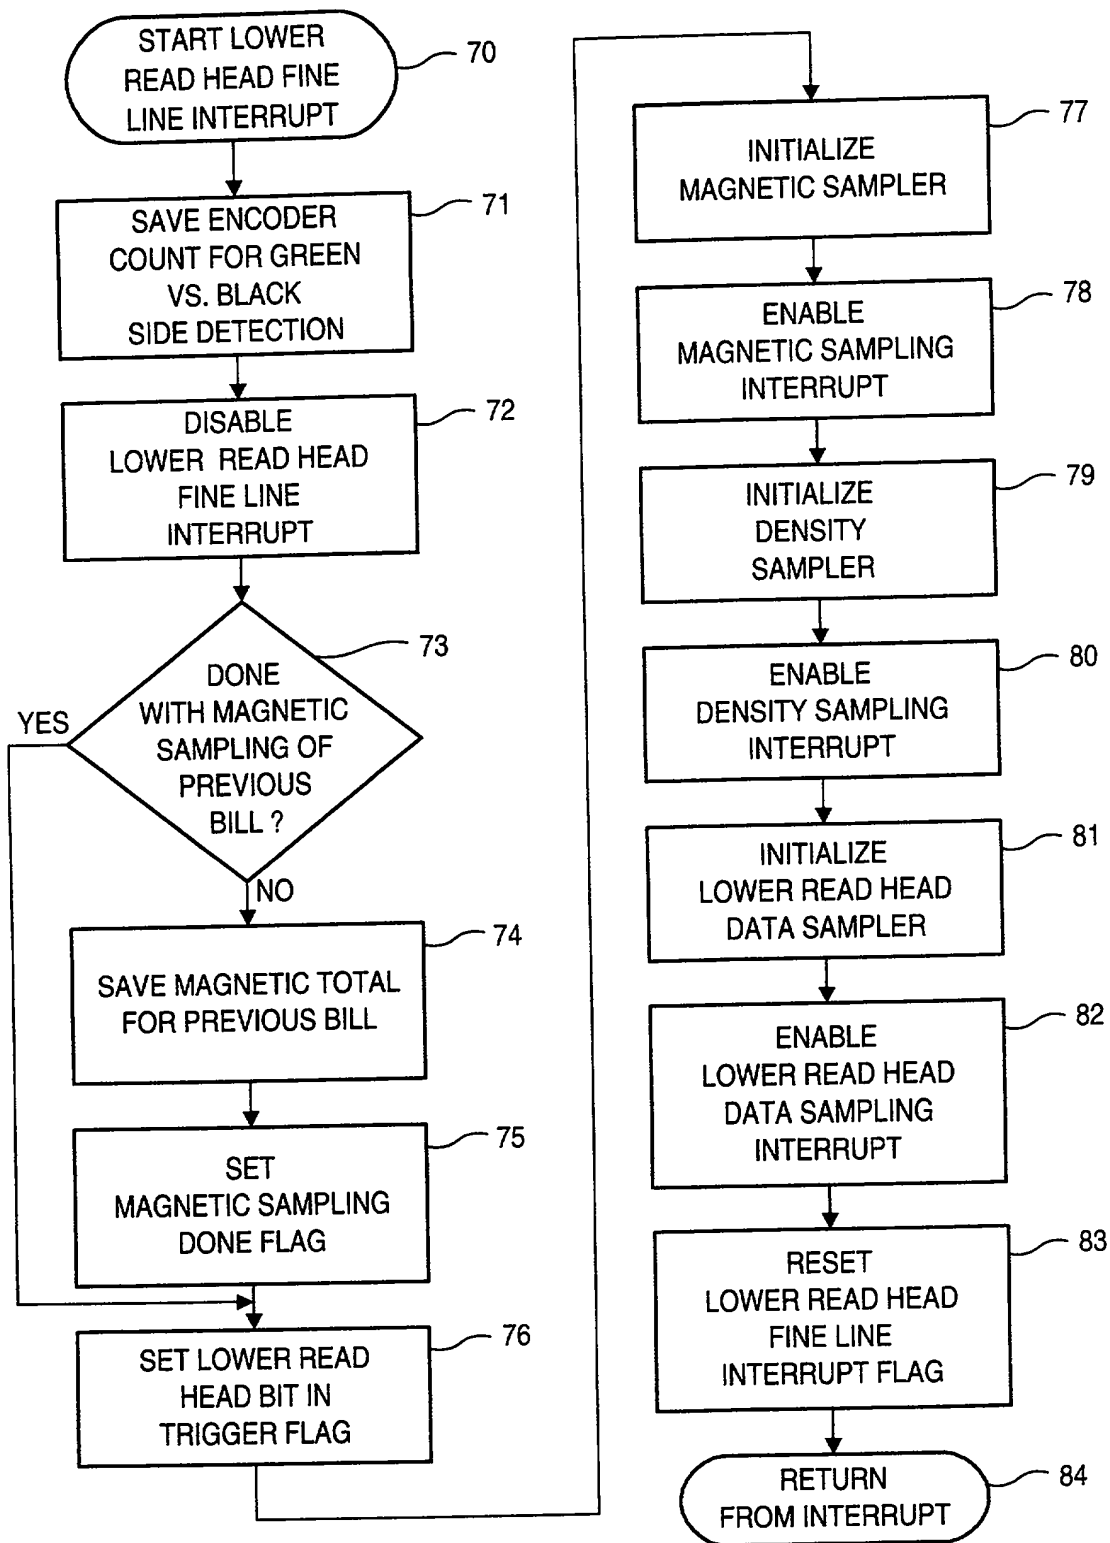 START LOWER
READ HEAD FINE
LINE INTERRUPT
70
SAVE ENCODER
COUNT FOR GREEN
VS. BLACK
SIDE DETECTION
71
DISABLE
LOWER READ HEAD
FINE LINE
INTERRUPT
72
DONE
WITH MAGNETIC
SAMPLING OF
PREVIOUS
BILL ?
73
YES
NO
SAVE MAGNETIC TOTAL
FOR PREVIOUS BILL
74
SET
MAGNETIC SAMPLING
DONE FLAG
75
SET LOWER READ
HEAD BIT IN
TRIGGER FLAG
76
INITIALIZE
MAGNETIC SAMPLER
77
ENABLE
MAGNETIC SAMPLING
INTERRUPT
78
INITIALIZE
DENSITY
SAMPLER
79
ENABLE
DENSITY SAMPLING
INTERRUPT
80
INITIALIZE
LOWER READ HEAD
DATA SAMPLER
81
ENABLE
LOWER READ HEAD
DATA SAMPLING
INTERRUPT
82
RESET
LOWER READ HEAD
FINE LINE
INTERRUPT FLAG
83
RETURN
FROM INTERRUPT
84